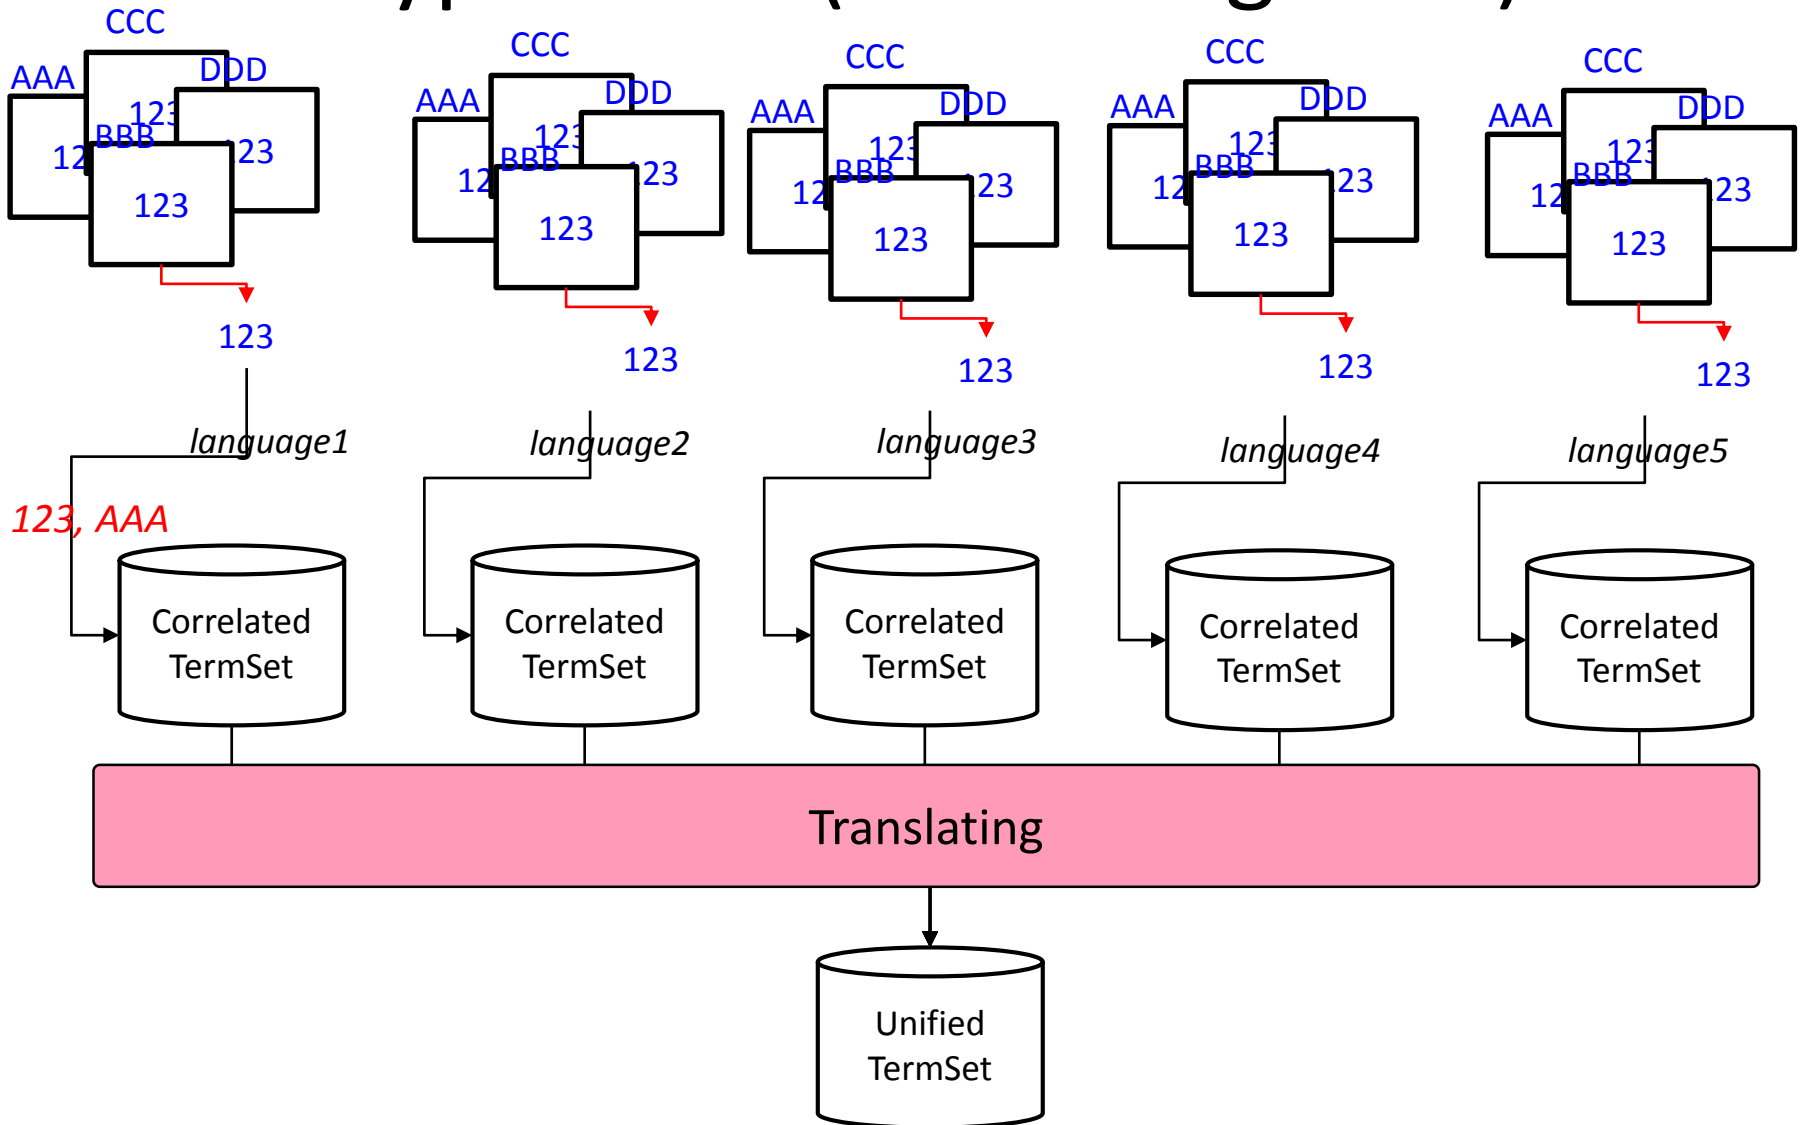 CCC
AAA
DDD
123
BBB
12
23
123
123
CCC
AAA
DDD
123
BBB
12
23
123
123
CCC
AAA
DDD
123
BBB
12
123
123
123
CCC
AAA
DDD
123
BBB
12
23
123
123
CCC
AAA
DDD
123
BBB
12
23
123
123
language1
language2
language3
language4
language5
123, AAA
Correlated
TermSet
Correlated
TermSet
Correlated
TermSet
Correlated
TermSet
Correlated
TermSet
Translating
Unified
TermSet